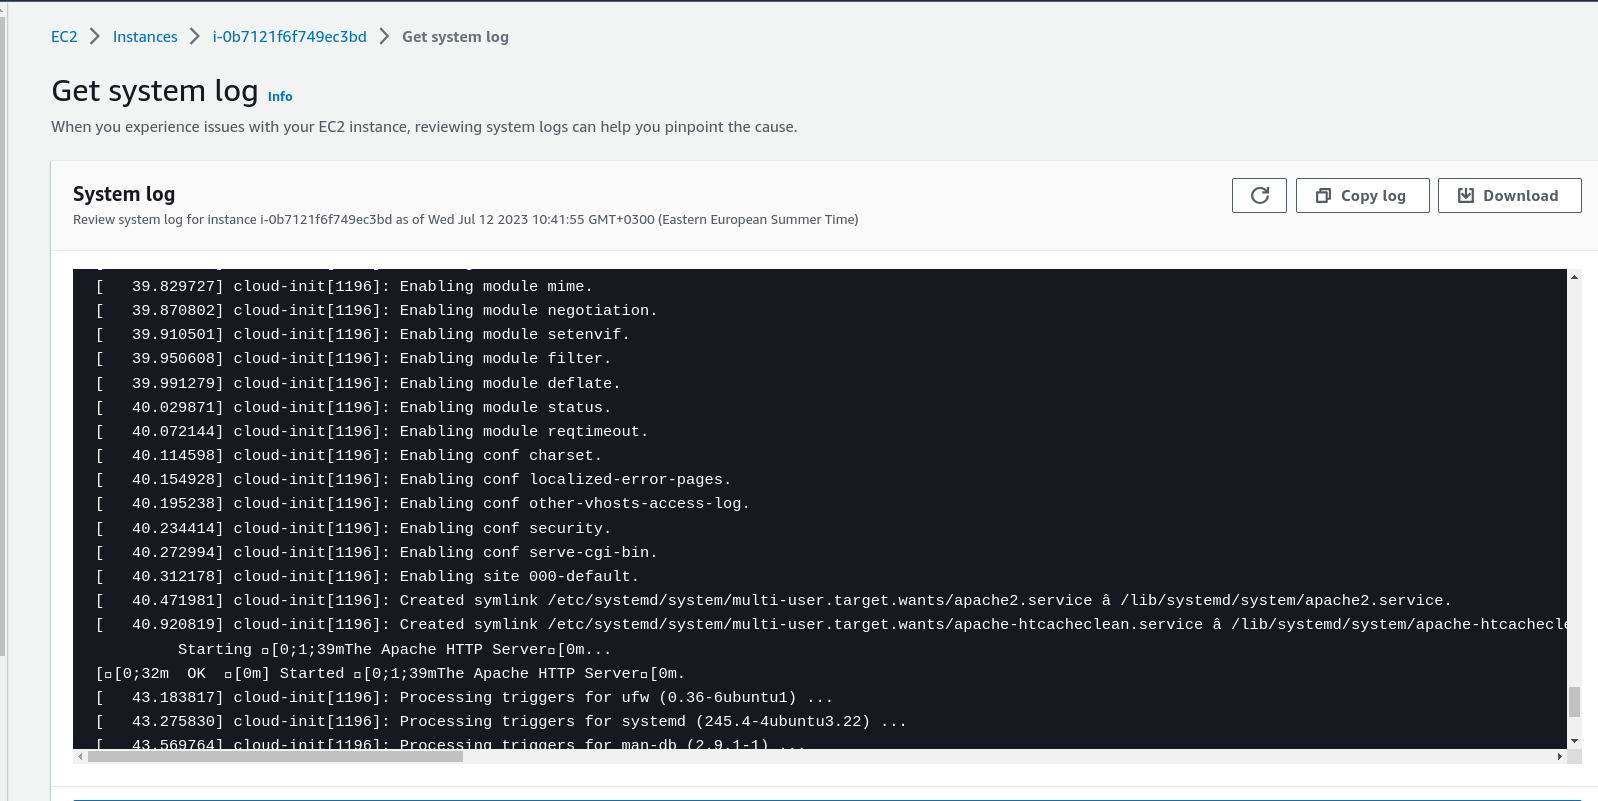 EC2 > Instances > i-0b7121f6f749ec3bd > Get system log
Get system log Info
When you experience issues with your EC2 instance, reviewing system logs can help you pinpoint the cause.
System log
Copy log
Download
Review system log for instance i-0b7121f6f749ec3bd as of Wed Jul 12 2023 10:41:55 GMT+0300 (Eastern European Summer Time)
[   39.829727] cloud-init[1196]: Enabling module mime.
[   39.870802] cloud-init[1196]: Enabling module negotiation.
[   39.910501] cloud-init[1196]: Enabling module setenvif.
[   39.950608] cloud-init[1196]: Enabling module filter.
[   39.991279] cloud-init[1196]: Enabling module deflate.
[   40.029871] cloud-init[1196]: Enabling module status.
[   40.072144] cloud-init[1196]: Enabling module reqtimeout.
[   40.114598] cloud-init[1196]: Enabling conf charset.
[   40.154928] cloud-init[1196]: Enabling conf localized-error-pages.
[   40.195238] cloud-init[1196]: Enabling conf other-vhosts-access-log.
[   40.234414] cloud-init[1196]: Enabling conf security.
[   40.272994] cloud-init[1196]: Enabling conf serve-cgi-bin.
[   40.312178] cloud-init[1196]: Enabling site 000-default.
[   40.471981] cloud-init[1196]: Created symlink /etc/systemd/system/multi-user.target.wants/apache2.service â /lib/systemd/system/apache2.service.
[   40.920819] cloud-init[1196]: Created symlink /etc/systemd/system/multi-user.target.wants/apache-htcacheclean.service â /lib/systemd/system/apache-htcachecle
         Starting □[0;1;39mThe Apache HTTP Server□[0m...
[□[0;32m  OK  □[0m] Started □[0;1;39mThe Apache HTTP Server□[0m.
[   43.183817] cloud-init[1196]: Processing triggers for ufw (0.36-6ubuntu1) ...
[   43.275830] cloud-init[1196]: Processing triggers for systemd (245.4-4ubuntu3.22) ...
[   43.569764] cloud-init[1196]: Processing triggers for man-db (2.9.1-1) ...